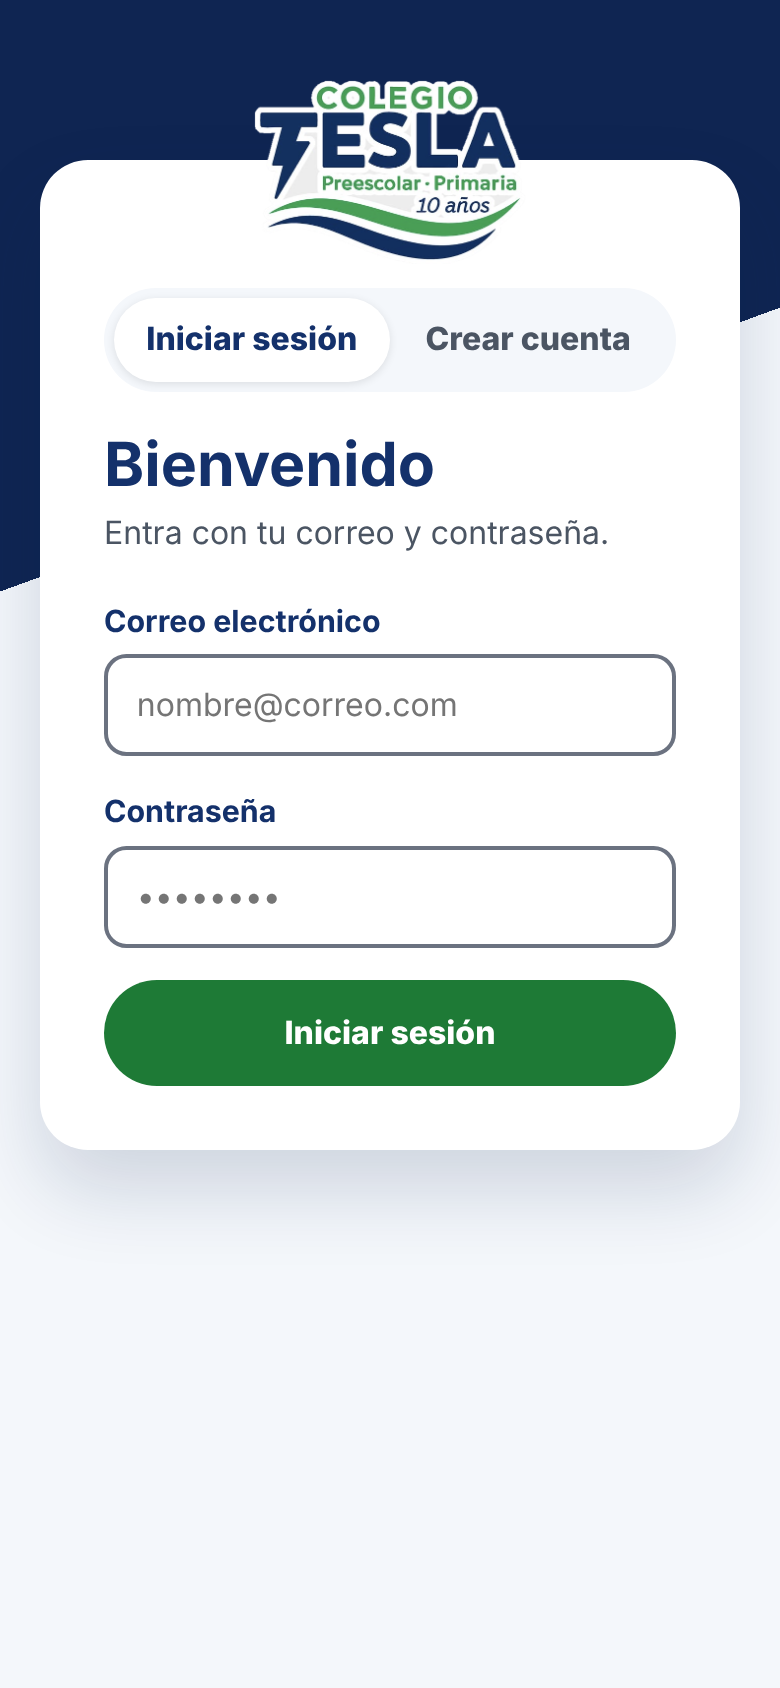 COLEGIO
TESLA
Preescolar · Primaria
10 años
Iniciar sesión
Crear cuenta
Bienvenido
Entra con tu correo y contraseña.
Correo electrónico
nombre@correo.com
Contraseña
••••••••
Iniciar sesión